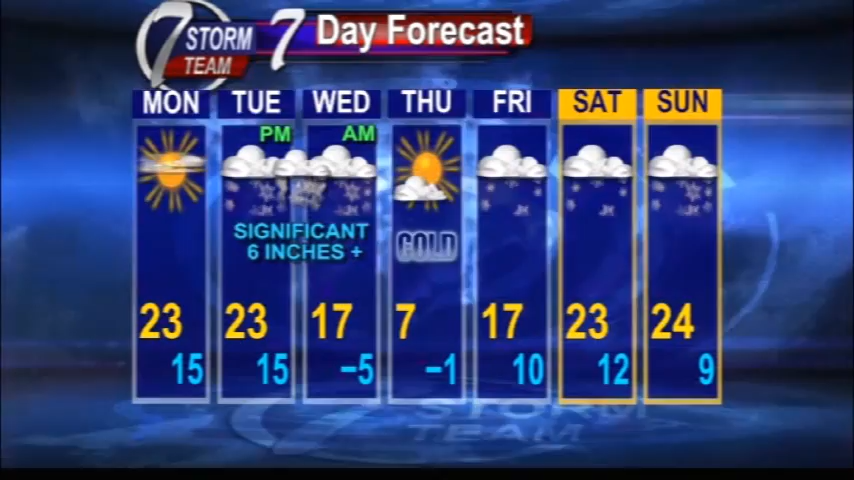 7 STORM TEAM
7 Day Forecast
MON TUE WED THU FRI SAT SUN
PM AM
SIGNIFICANT
6 INCHES +
COLD
23 23 17 7 17 23 24
15 15 -5 -1 10 12 9
7 STORM
TEAM